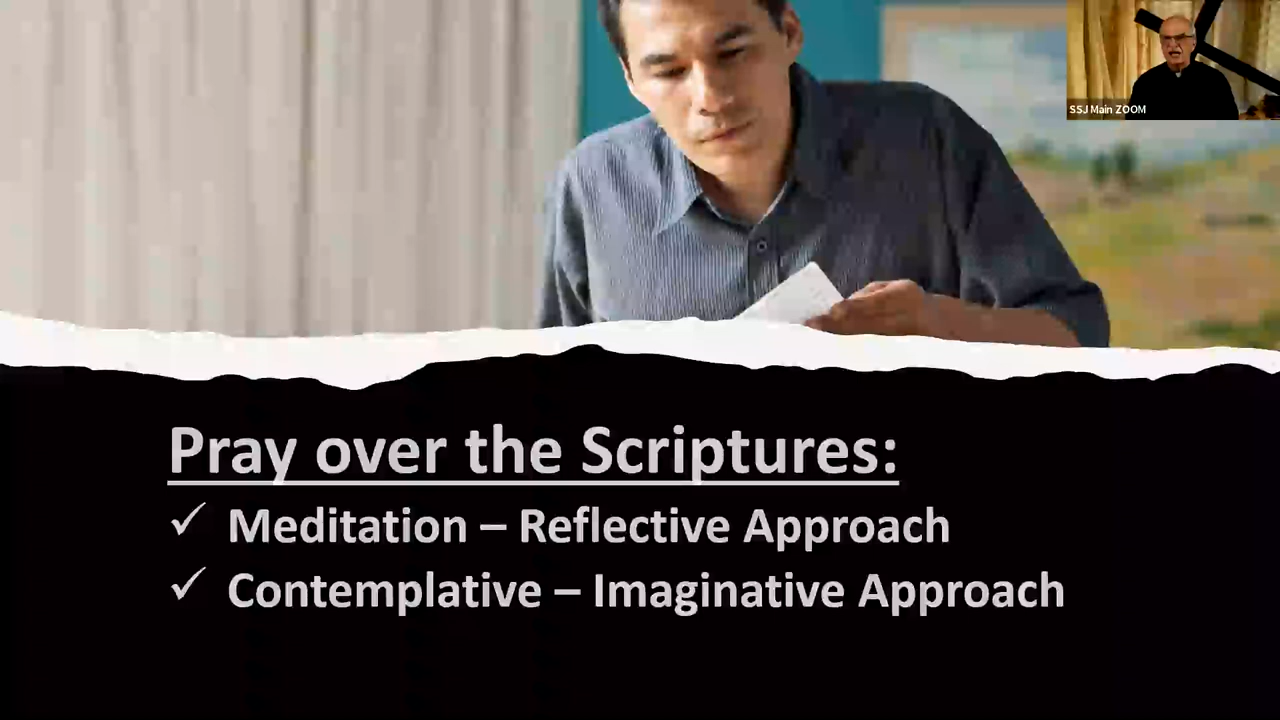 SSJ Main ZOOM
Pray over the Scriptures:
✓ Meditation – Reflective Approach
✓ Contemplative – Imaginative Approach